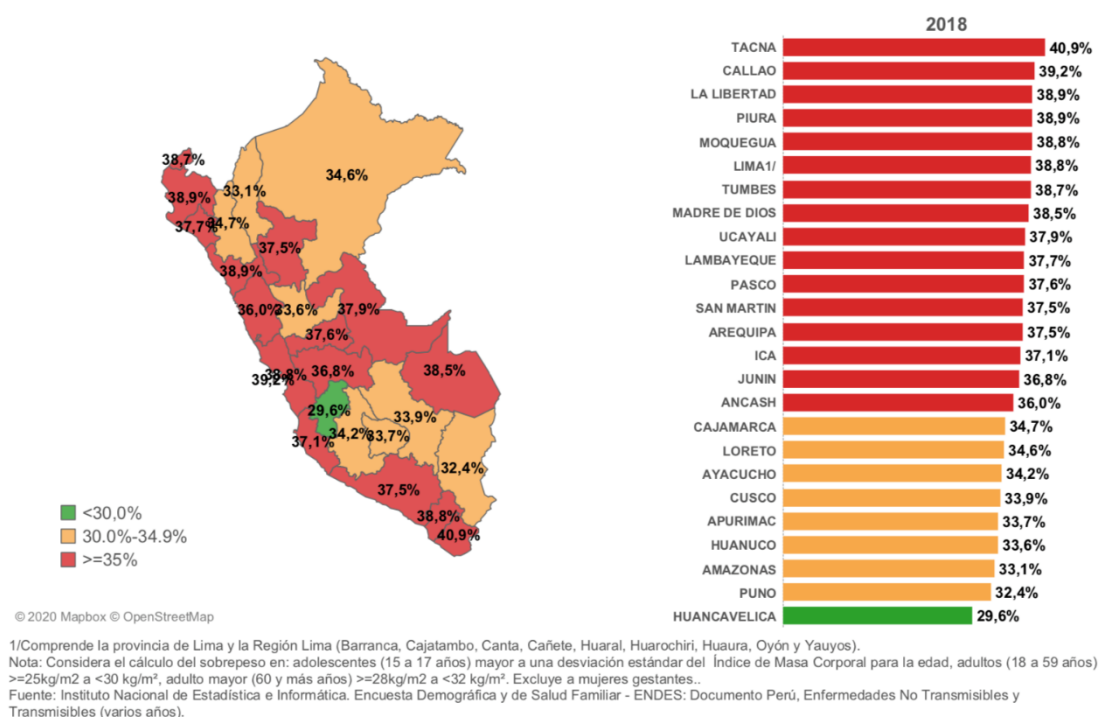 2018
TACNA 40,9%
CALLAO 39,2%
LA LIBERTAD 38,9%
PIURA 38,9%
MOQUEGUA 38,8%
LIMA1/ 38,8%
TUMBES 38,7%
MADRE DE DIOS 38,5%
UCAYALI 37,9%
LAMBAYEQUE 37,7%
PASCO 37,6%
SAN MARTIN 37,5%
AREQUIPA 37,5%
ICA 37,1%
JUNIN 36,8%
ANCASH 36,0%
CAJAMARCA 34,7%
LORETO 34,6%
AYACUCHO 34,2%
CUSCO 33,9%
APURIMAC 33,7%
HUANUCO 33,6%
AMAZONAS 33,1%
PUNO 32,4%
HUANCAVELICA 29,6%
38,7%
34,6%
33,1%
38,9%
34,7%
37,7%
37,5%
38,9%
36,0%
33,6%
37,9%
37,6%
36,8%
38,8%
39,2%
38,5%
29,6%
33,9%
34,2%
33,7%
37,1%
32,4%
37,5%
38,8%
40,9%
<30,0%
30.0%-34.9%
>=35%
© 2020 Mapbox © OpenStreetMap
1/Comprende la provincia de Lima y la Región Lima (Barranca, Cajatambo, Canta, Cañete, Huaral, Huarochiri, Huaura, Oyón y Yauyos).
Nota: Considera el cálculo del sobrepeso en: adolescentes (15 a 17 años) mayor a una desviación estándar del Índice de Masa Corporal para la edad, adultos (18 a 59 años)
>=25kg/m2 a <30 kg/m², adulto mayor (60 y más años) >=28kg/m2 a <32 kg/m². Excluye a mujeres gestantes..
Fuente: Instituto Nacional de Estadística e Informática. Encuesta Demográfica y de Salud Familiar - ENDES: Documento Perú, Enfermedades No Transmisibles y
Transmisibles (varios años).